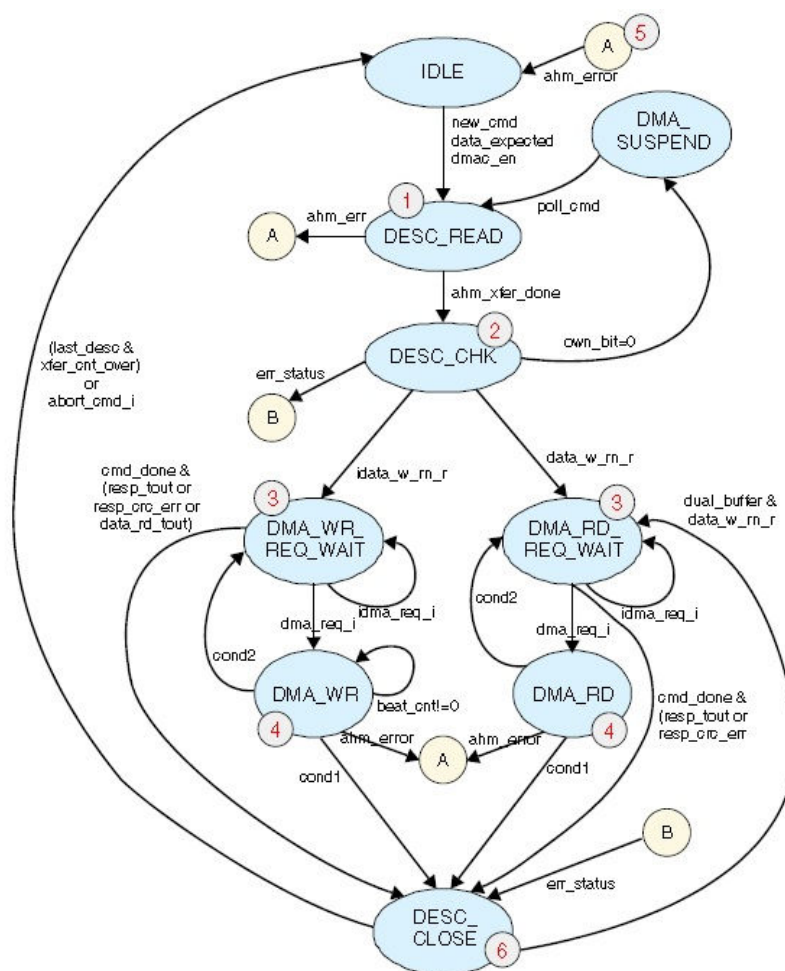 A
5
IDLE
ahm_error
new_cmd
data_expected
dmac_en
DMA_
SUSPEND
1
poll_cmd
ahm_err
A
DESC_READ
ahm_xfer_done
2
own_bit=0
DESC_CHK
(last_desc &
xfer_cnt_over)
or
abort_cmd_i
err_status
B
idata_w_rn_r
data_w_rn_r
cmd_done &
(resp_tout or
resp_crc_err or
data_rd_tout)
3
DMA_WR_
REQ_WAIT
3
DMA_RD_
REQ_WAIT
dual_buffer &
data_w_rn_r
idma_req_i
dma_req_i
cond2
idma_req_i
dma_req_i
cond2
DMA_WR
beat_cnt!=0
4
DMA_RD
4
cmd_done &
(resp_tout or
resp_crc_err
ahm_error
A
ahm_error
cond1
cond1
B
err_status
DESC_
CLOSE
6